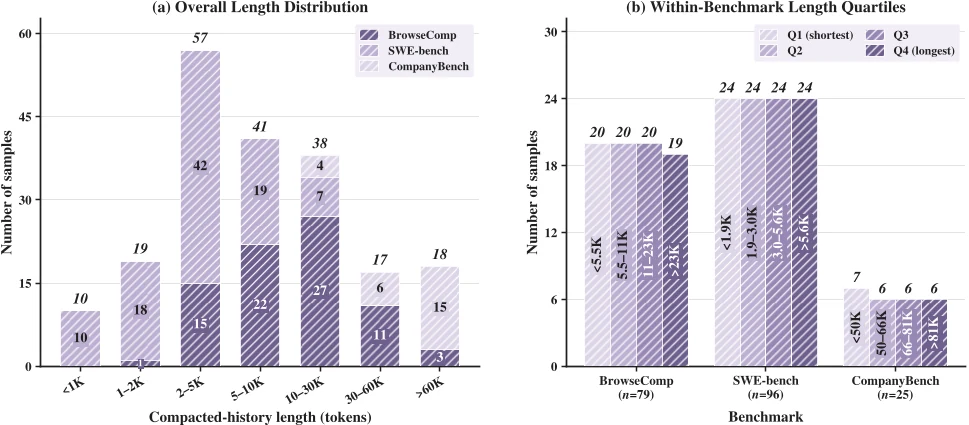 (a) Overall Length Distribution
Number of samples
60
45
30
15
0
BrowseComp
SWE-bench
CompanyBench
10
10
19
18
1
57
42
15
41
19
22
38
4
7
27
17
6
11
18
15
3
<1K
1–2K
2–5K
5–10K
10–30K
30–60K
>60K
Compacted-history length (tokens)
(b) Within-Benchmark Length Quartiles
Number of samples
30
24
18
12
6
0
Q1 (shortest)
Q2
Q3
Q4 (longest)
20 20 20 19
<5.5K
5.5–11K
11–23K
>23K
24 24 24 24
<1.9K
1.9–3.0K
3.0–5.6K
>5.6K
7 6 6 6
<50K
50–66K
66–81K
>81K
BrowseComp
(n=79)
SWE-bench
(n=96)
CompanyBench
(n=25)
Benchmark